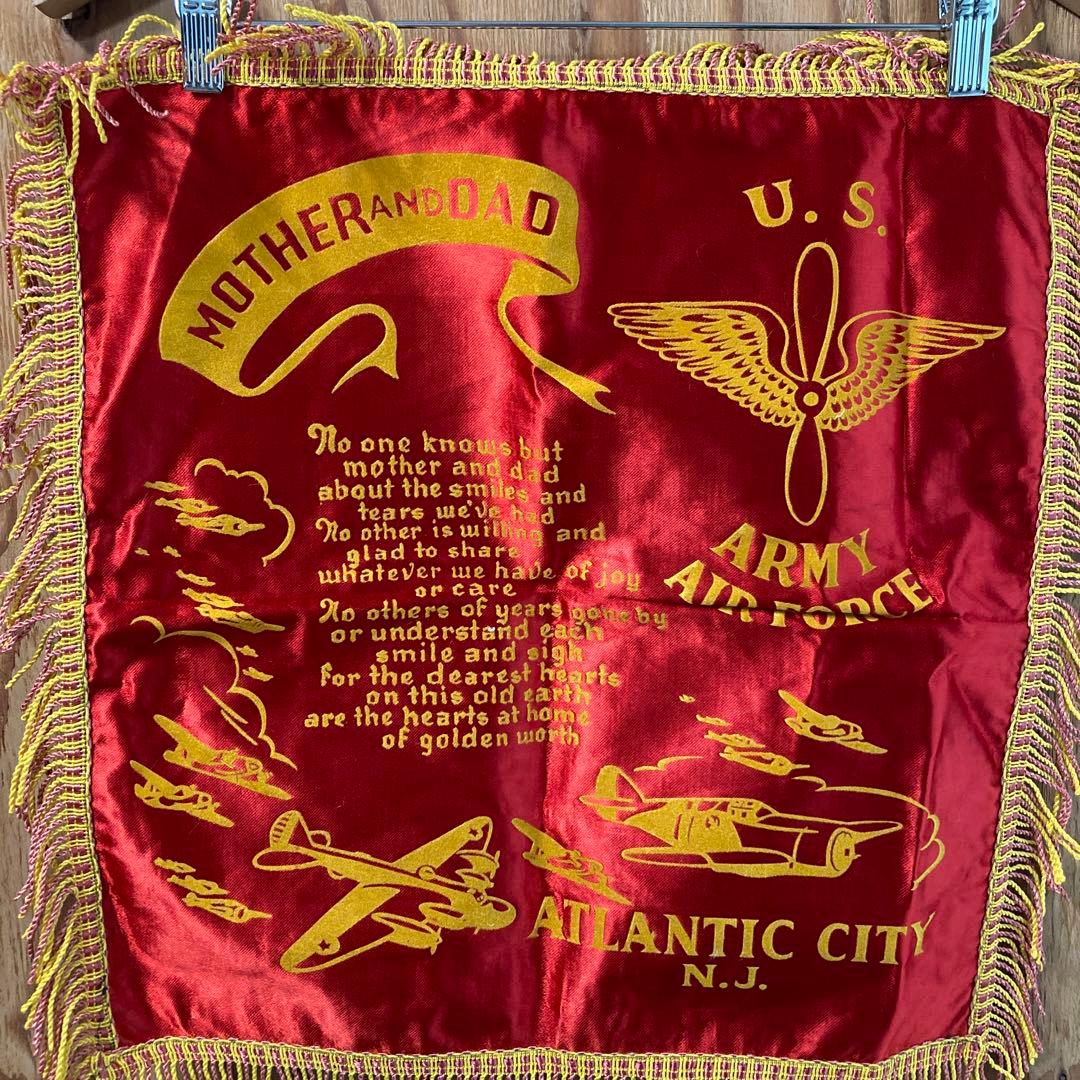 MOTHER AND DAD
U. S.
ARMY
AIR FORCE
No one knows but
mother and dad
about the smiles and
tears we've had
No other is willing and
glad to share
whatever we have of joy
or care
No others of years gone by
or understand each
smile and sigh
For the dearest hearts
on this old earth
are the hearts at home
of golden worth
ATLANTIC CITY
N.J.